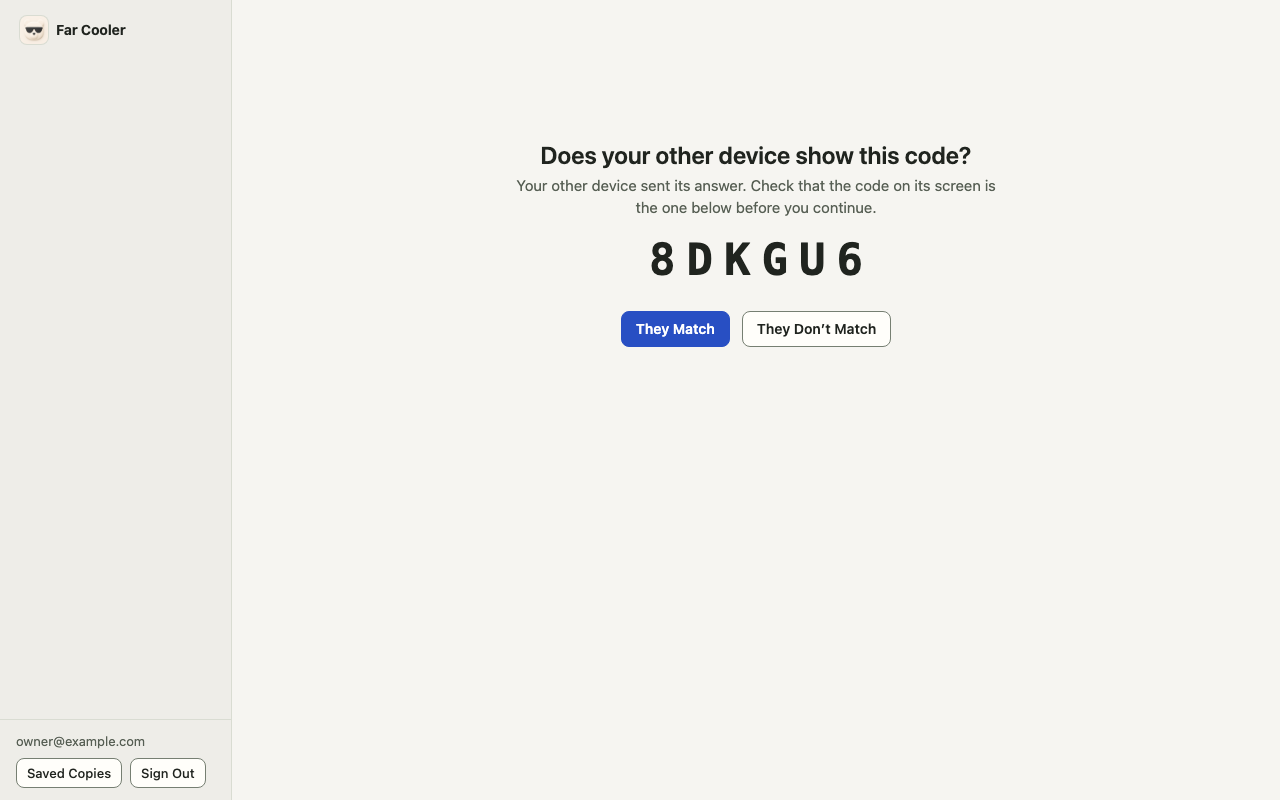 Far Cooler
Does your other device show this code?
Your other device sent its answer. Check that the code on its screen is
the one below before you continue.
8DKGU6
They Match
They Don’t Match
owner@example.com
Saved Copies
Sign Out